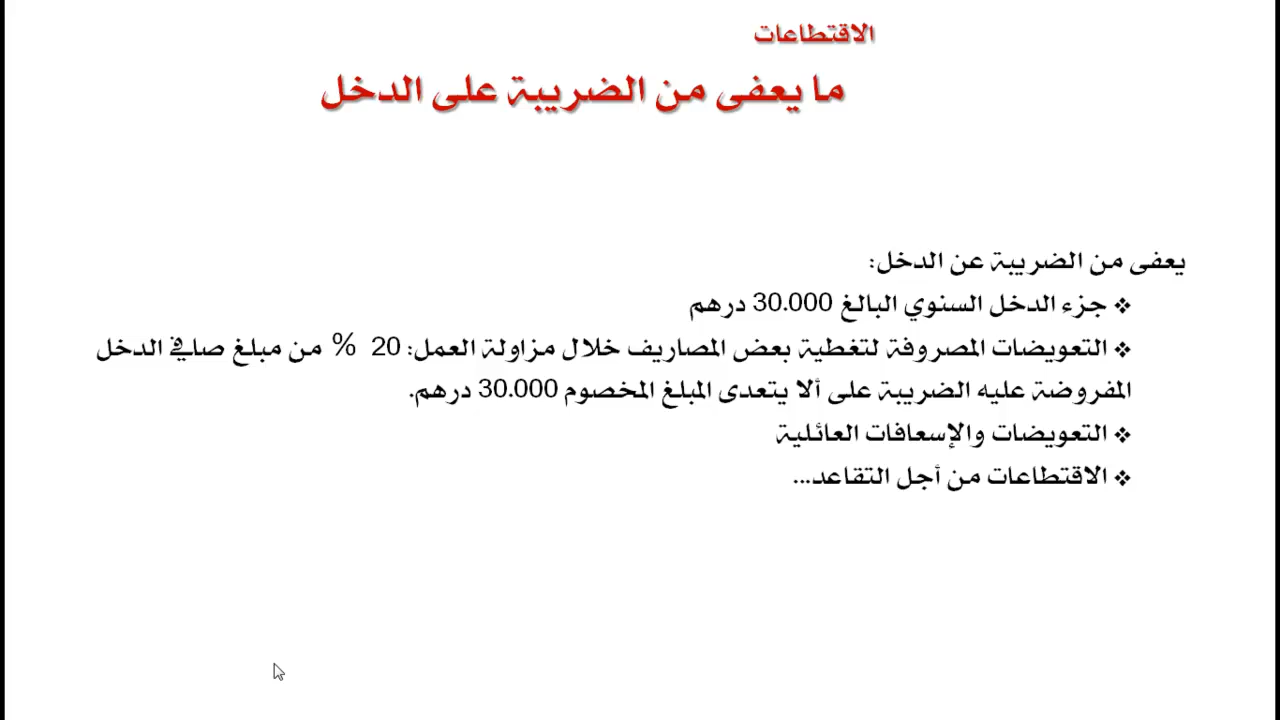 الاقتطاعات
ما يعفى من الضريبة على الدخل
يعفى من الضريبة عن الدخل:
❖ جزء الدخل السنوي البالغ 30.000 درهم
❖ التعويضات المصروفة لتغطية بعض المصاريف خلال مزاولة العمل: 20 % من مبلغ صافي الدخل
المفروضة عليه الضريبة على ألا يتعدى المبلغ المخصوم 30.000 درهم.
❖ التعويضات والإسعافات العائلية
❖ الاقتطاعات من أجل التقاعد...